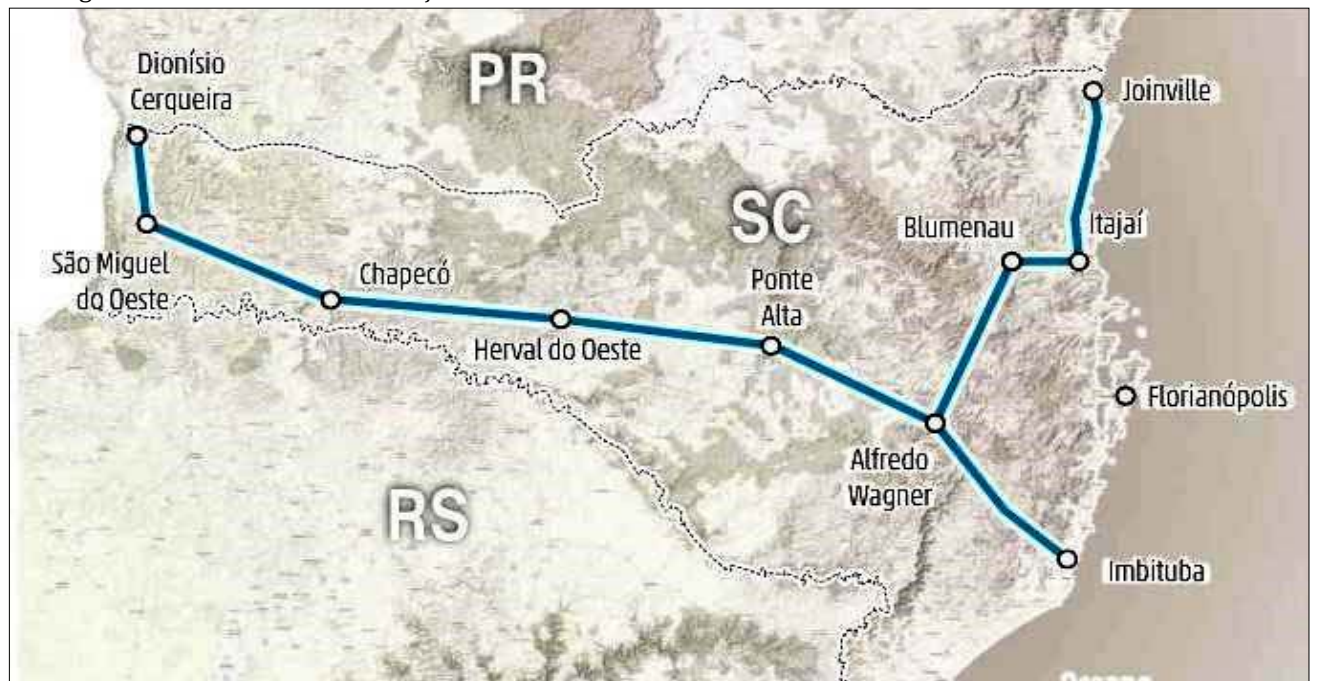 Dionísio
Cerqueira
PR
Joinville
SC
Blumenau
Itajaí
São Miguel
do Oeste
Chapecó
Ponte
Alta
Herval do Oeste
Florianópolis
Alfredo
Wagner
RS
Imbituba